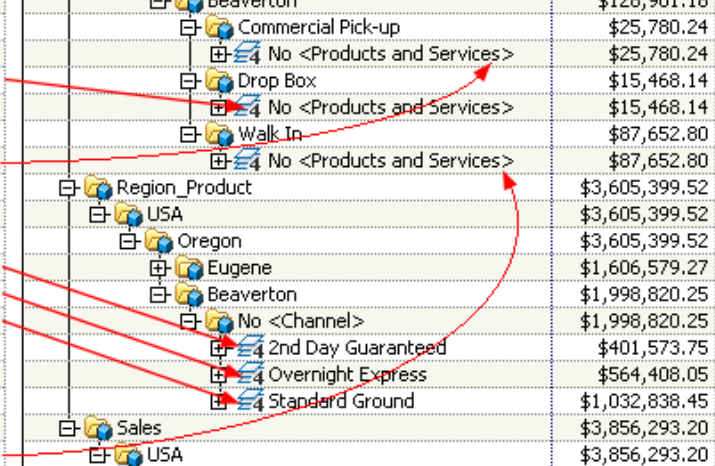 Beaverton $128,901.18
Commercial Pick-up $25,780.24
No <Products and Services> $25,780.24
Drop Box $15,468.14
No <Products and Services> $15,468.14
Walk In $87,652.80
No <Products and Services> $87,652.80
Region_Product $3,605,399.52
USA $3,605,399.52
Oregon $3,605,399.52
Eugene $1,606,579.27
Beaverton $1,998,820.25
No <Channel> $1,998,820.25
2nd Day Guaranteed $401,573.75
Overnight Express $564,408.05
Standard Ground $1,032,838.45
Sales $3,856,293.20
USA $3,856,293.20